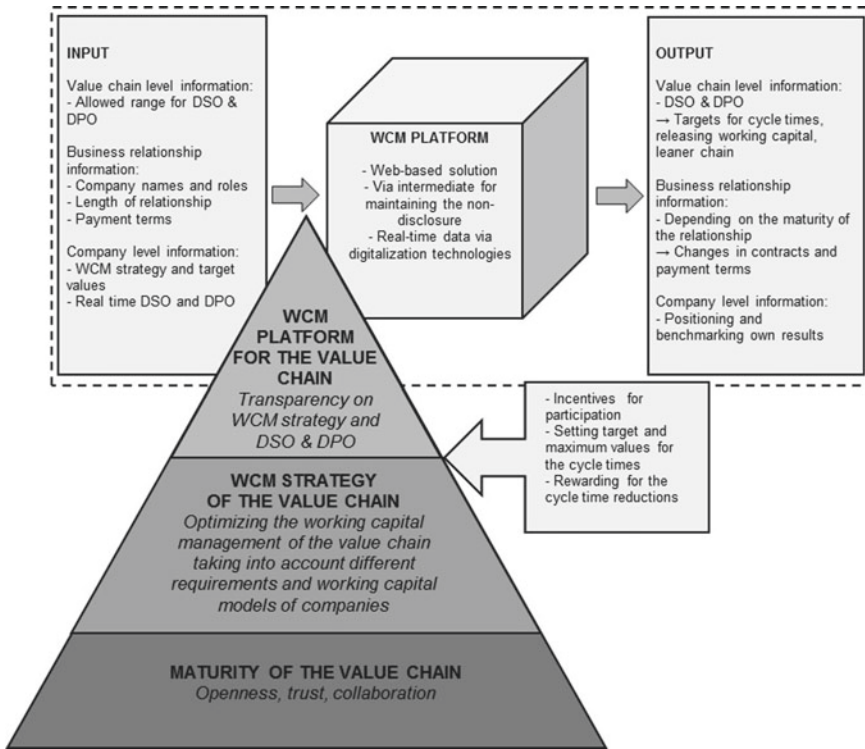 INPUT
Value chain level information:
- Allowed range for DSO &
DPO
Business relationship
information:
- Company names and roles
- Length of relationship
- Payment terms
Company level information:
- WCM strategy and target
values
- Real time DSO and DPO
WCM PLATFORM
- Web-based solution
- Via intermediate for
maintaining the non-
disclosure
- Real-time data via
digitalization technologies
OUTPUT
Value chain level information:
- DSO & DPO
→ Targets for cycle times,
releasing working capital,
leaner chain
Business relationship
information:
- Depending on the maturity of
the relationship
→ Changes in contracts and
payment terms
Company level information:
- Positioning and
benchmarking own results
WCM
PLATFORM
FOR THE VALUE
CHAIN
Transparency on
WCM strategy and
DSO & DPO
- Incentives for
participation
- Setting target and
maximum values for
the cycle times
- Rewarding for the
cycle time reductions
WCM STRATEGY
OF THE VALUE CHAIN
Optimizing the working capital
management of the value chain
taking into account different
requirements and working capital
models of companies
MATURITY OF THE VALUE CHAIN
Openness, trust, collaboration